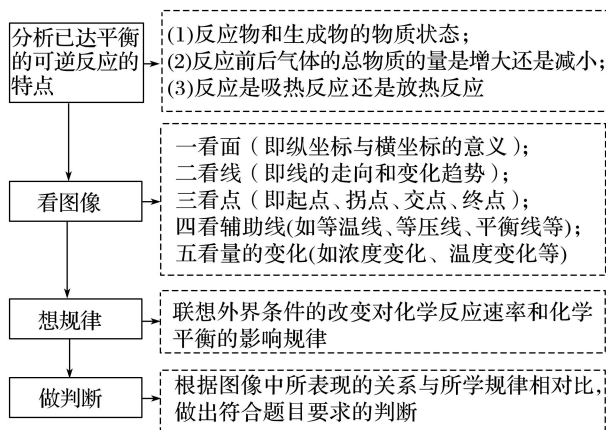 分析已达平衡
的可逆反应的
特点
(1)反应物和生成物的物质状态;
(2)反应前后气体的总物质的量是增大还是减小;
(3)反应是吸热反应还是放热反应
看图像
一看面(即纵坐标与横坐标的意义);
二看线(即线的走向和变化趋势);
三看点(即起点、拐点、交点、终点);
四看辅助线(如等温线、等压线、平衡线等);
五看量的变化(如浓度变化、温度变化等)
想规律
联想外界条件的改变对化学反应速率和化学
平衡的影响规律
做判断
根据图像中所表现的关系与所学规律相对比,
做出符合题目要求的判断